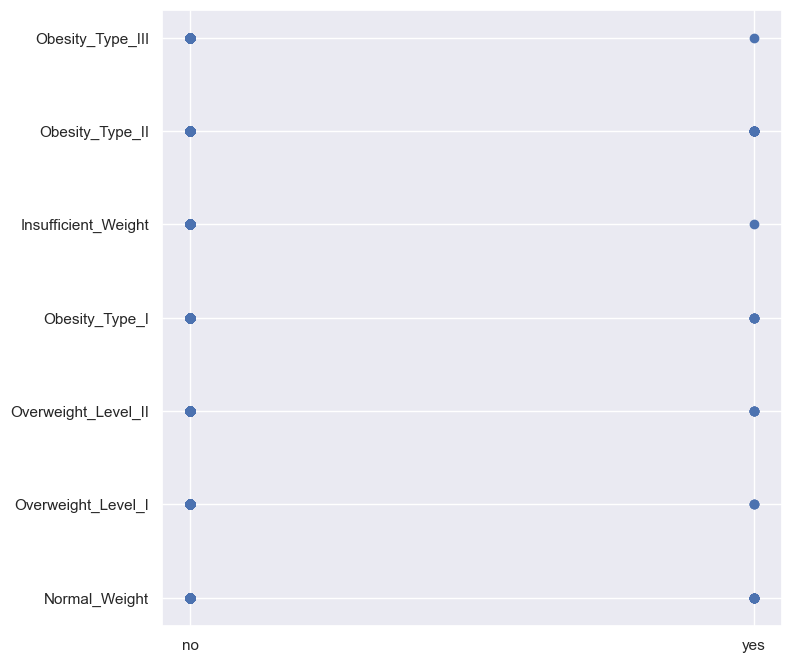 Obesity_Type_III
Obesity_Type_II
Insufficient_Weight
Obesity_Type_I
Overweight_Level_II
Overweight_Level_I
Normal_Weight
no
yes